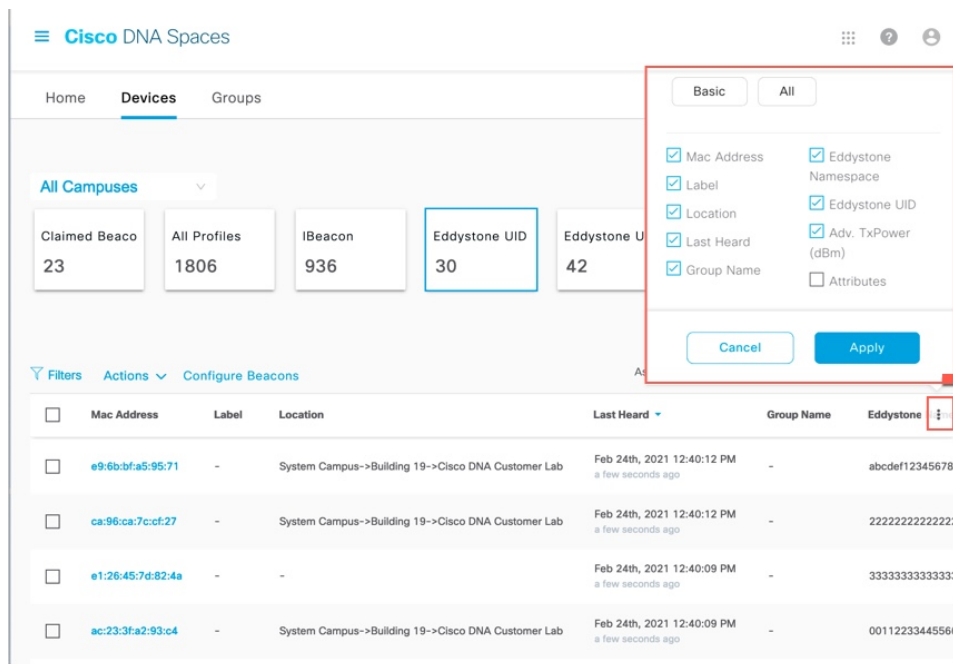 Cisco DNA Spaces
Home Devices Groups
Basic All
Mac Address
Label
Location
Last Heard
Group Name
Eddystone
Namespace
Eddystone UID
Adv. TxPower
(dBm)
Attributes
Cancel Apply
All Campuses
Claimed Beaco
23
All Profiles
1806
IBeacon
936
Eddystone UID
30
Eddystone U
42
Filters Actions Configure Beacons
Mac Address Label Location Last Heard Group Name Eddystone
e9:6b:bf:a5:95:71 - System Campus->Building 19->Cisco DNA Customer Lab Feb 24th, 2021 12:40:12 PM - abcdef12345678
a few seconds ago
ca:96:ca:7c:cf:27 - System Campus->Building 19->Cisco DNA Customer Lab Feb 24th, 2021 12:40:12 PM -
a few seconds ago
e1:26:45:7d:82:4a - - Feb 24th, 2021 12:40:09 PM -
a few seconds ago
ac:23:3f:a2:93:c4 - System Campus->Building 19->Cisco DNA Customer Lab Feb 24th, 2021 12:40:09 PM - 0011223344556
a few seconds ago